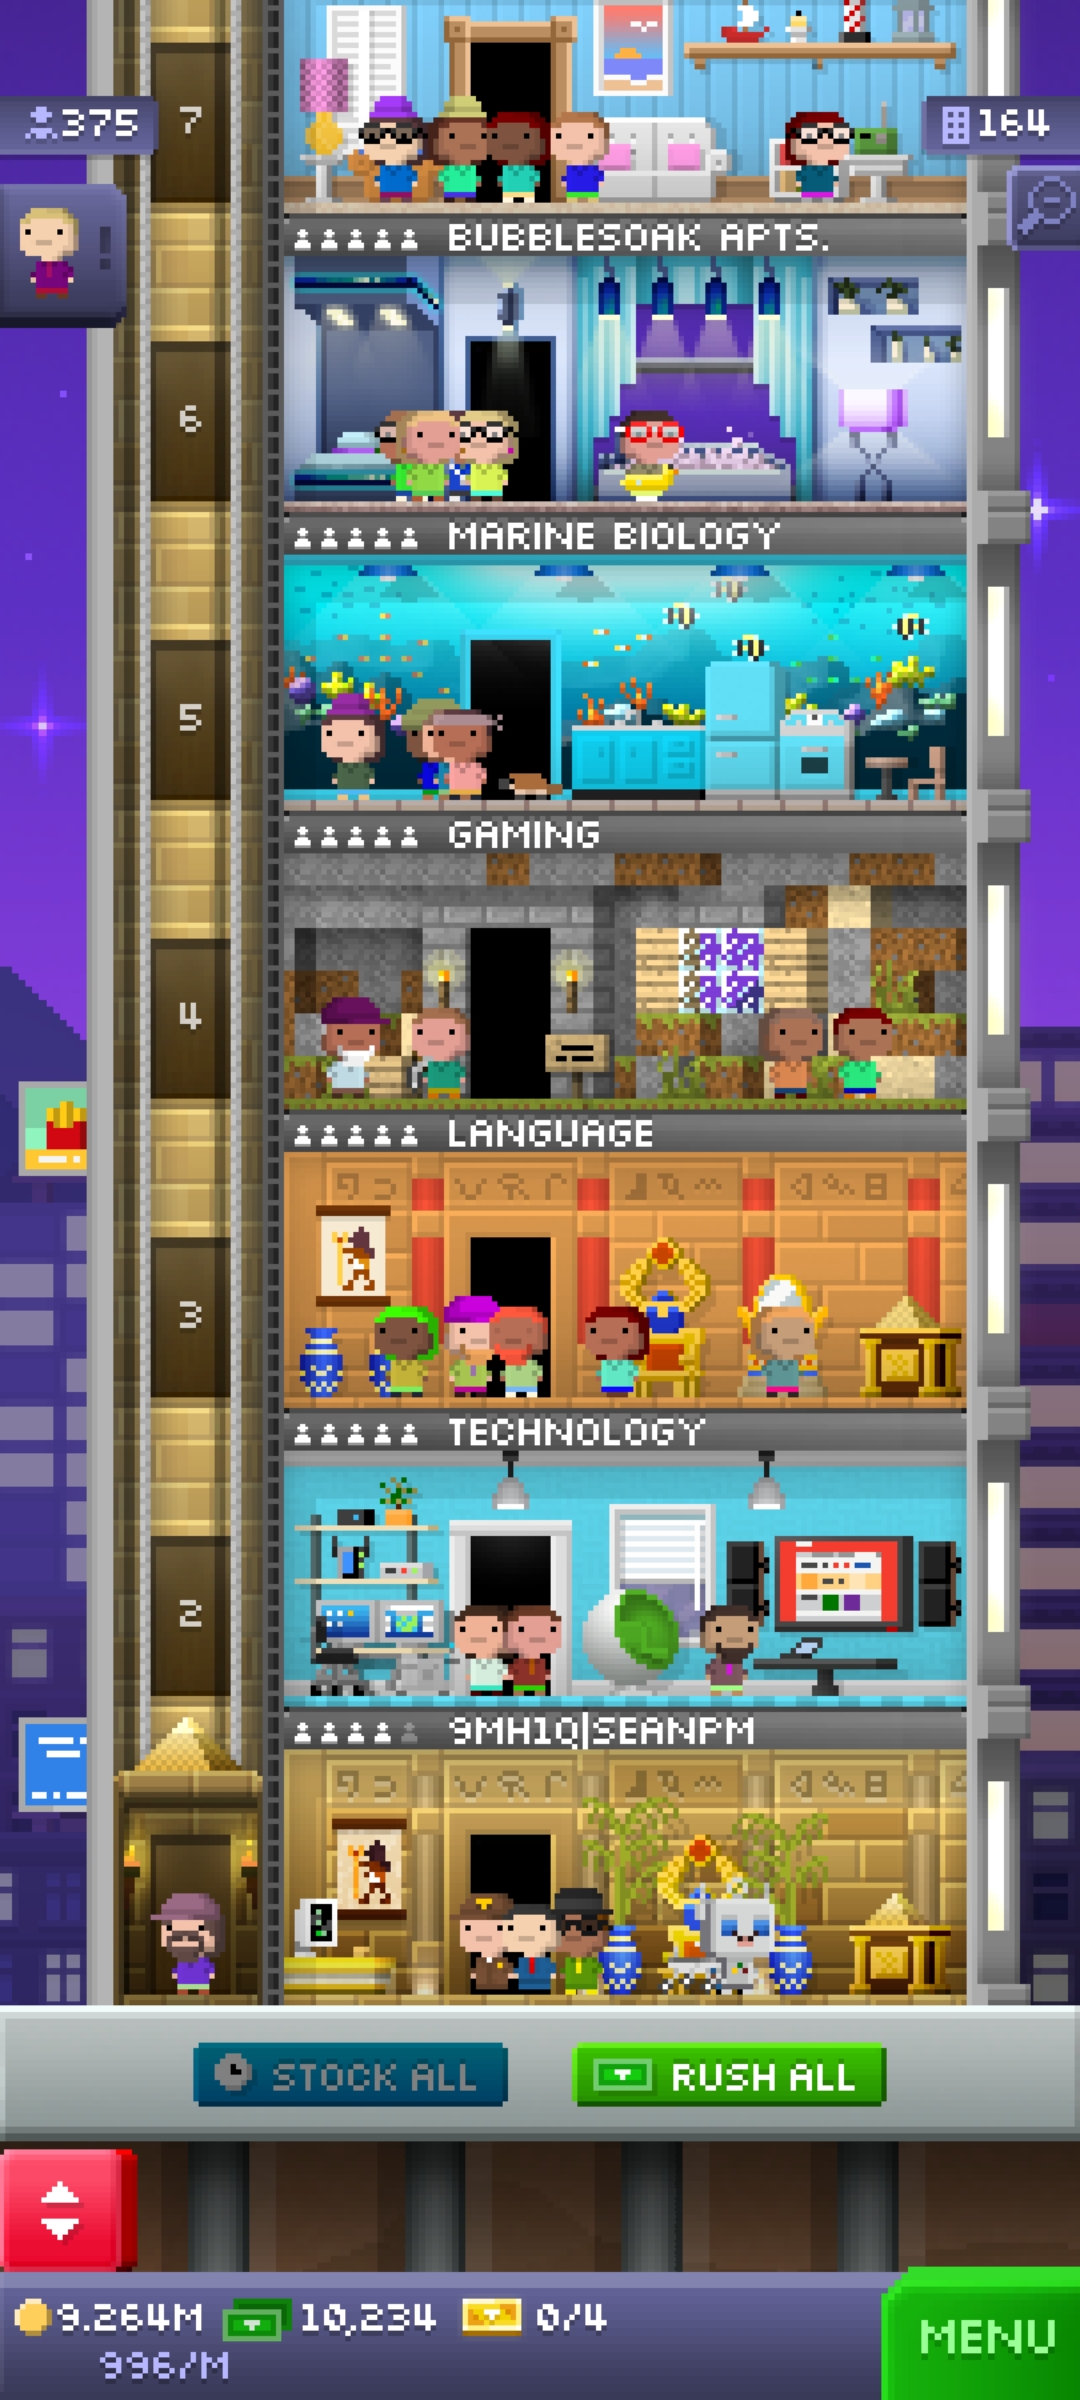 7
375
164
BUBBLESOAK APTS.
6
MARINE BIOLOGY
5
GAMING
4
LANGUAGE
3
TECHNOLOGY
2
9MH1Q|SEANPM
STOCK ALL
RUSH ALL
9.264M
10,234
0/4
996/M
MENU